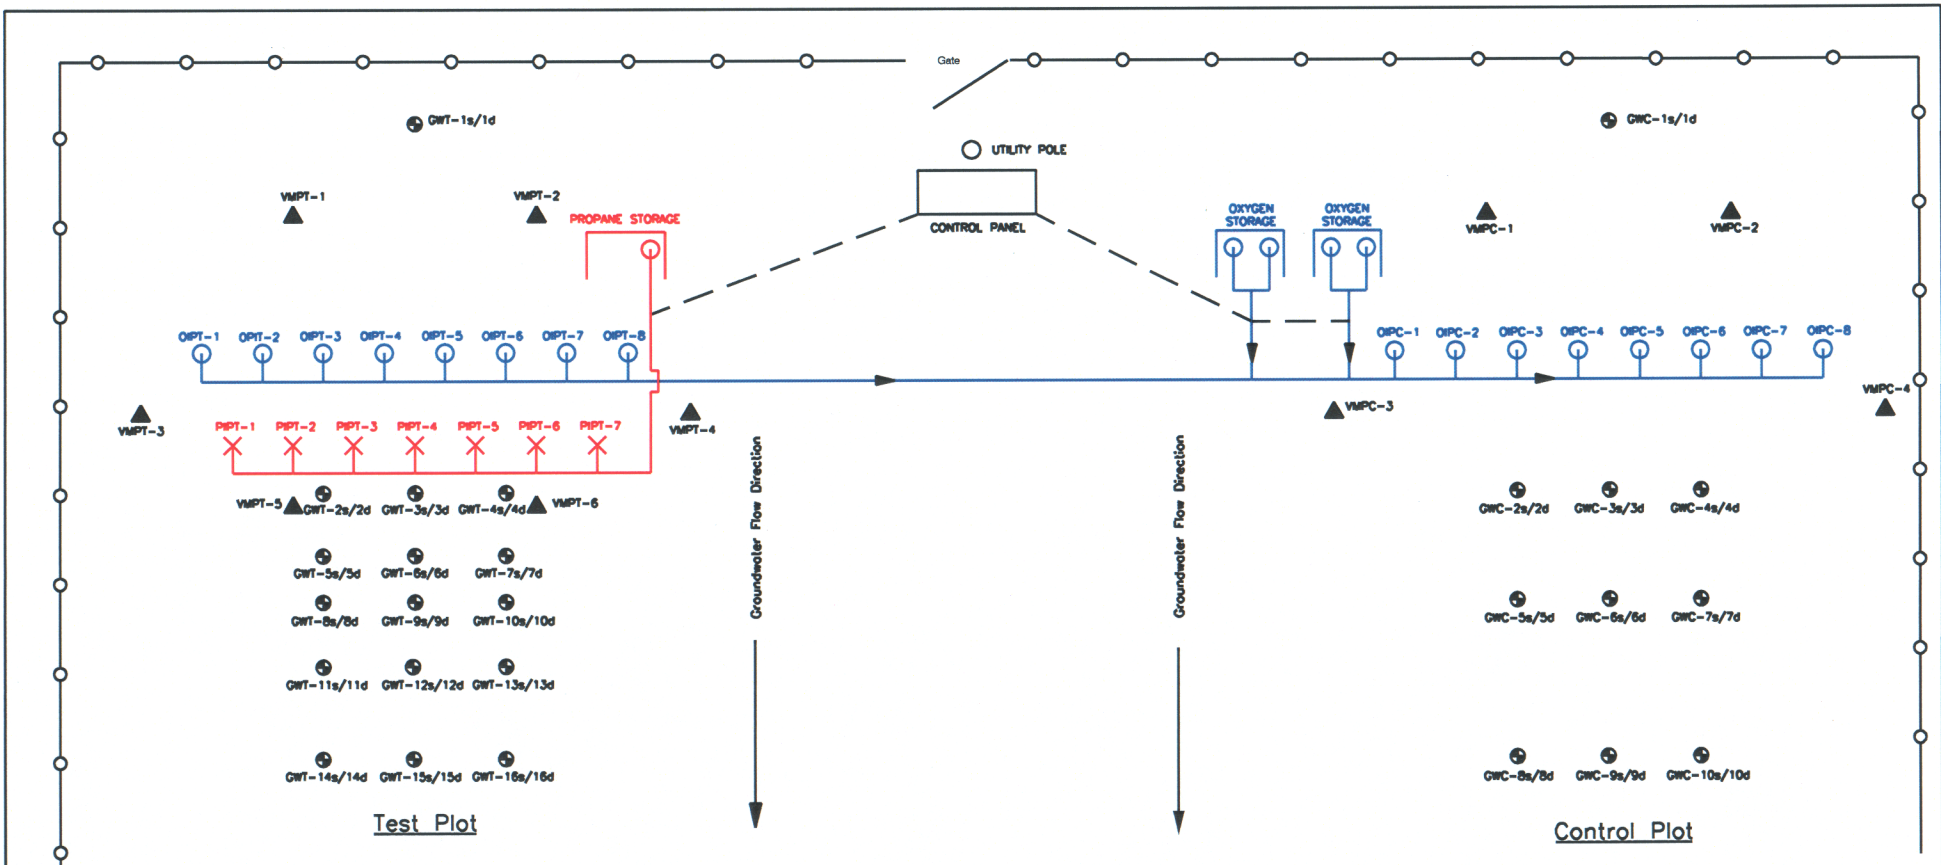 Gate
GWT-1s/1d
GWC-1s/1d
UTILITY POLE
VMPT-1
VMPT-2
PROPANE STORAGE
CONTROL PANEL
OXYGEN
STORAGE
OXYGEN
STORAGE
VMPC-1
VMPC-2
OIPT-1
OPIT-2
OIPT-3
OIPT-4
OIPT-5
OIPT-6
OIPT-7
OIPT-8
OIPC-1
OIPC-2
OIPC-3
OIPC-4
OIPC-5
OIPC-6
OIPC-7
OIPC-8
VMPT-3
PIPT-1
PIPT-2
PIPT-3
PIPT-4
PIPT-5
PIPT-6
PIPT-7
VMPT-4
VMPC-3
VMPC-4
Groundwater Flow Direction
Groundwater Flow Direction
VMPT-5
GWT-2s/2d
GWT-3s/3d
GWT-4s/4d
VMPT-6
GWC-2s/2d
GWC-3s/3d
GWC-4s/4d
GWT-5s/5d
GWT-6s/6d
GWT-7s/7d
GWT-8s/8d
GWT-9s/9d
GWT-10s/10d
GWC-5s/5d
GWC-6s/6d
GWC-7s/7d
GWT-11s/11d
GWT-12s/12d
GWT-13s/13d
GWT-14s/14d
GWT-15s/15d
GWT-16s/16d
GWC-8s/8d
GWC-9s/9d
GWC-10s/10d
Test Plot
Control Plot